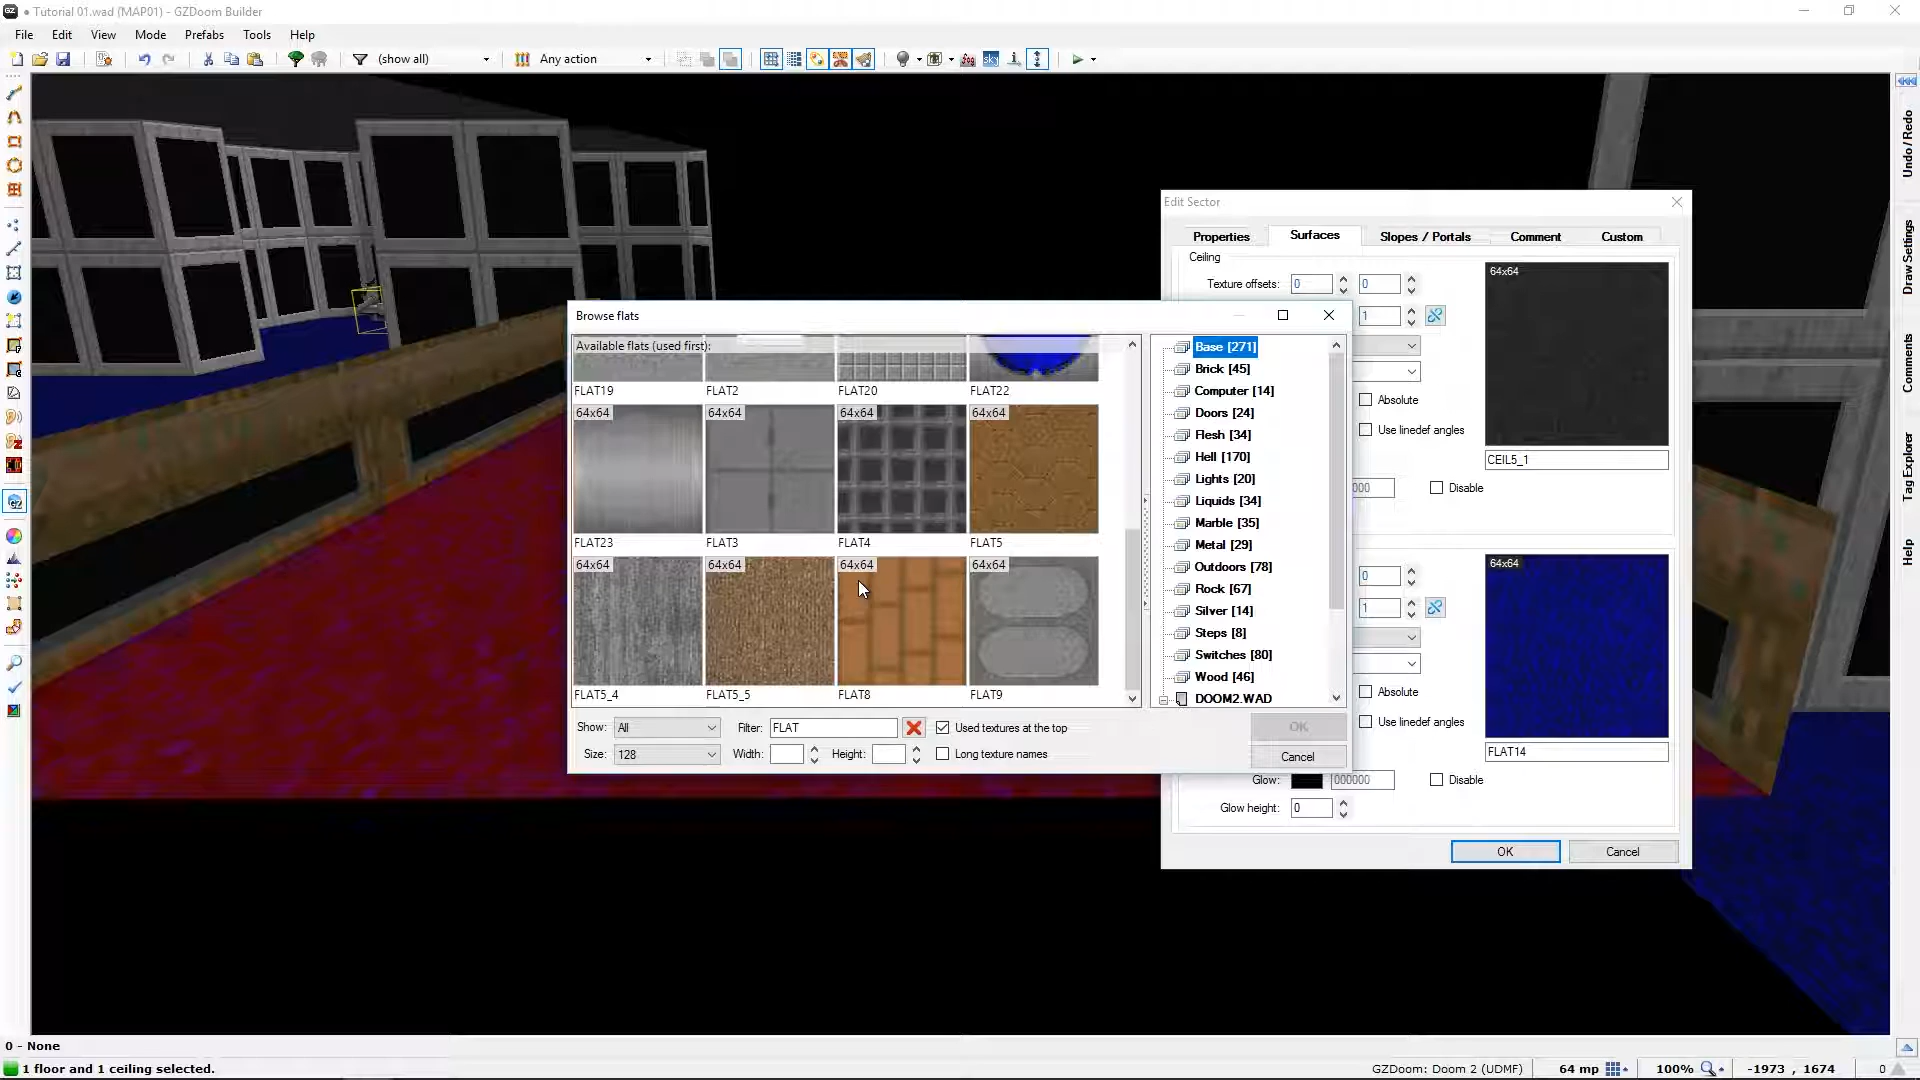 Tutorial 01.wad (MAP01) - GZDoom Builder
File Edit View Mode Prefabs Tools Help
(show all) Any action
Undo / Redo
Draw Settings
Comments
Tag Explorer
Help
Edit Sector
Properties Surfaces Slopes / Portals Comment Custom
Ceiling
Texture offsets: 0 0
64x64
1
Absolute
Use linedef angles
CEIL5_1
000 Disable
0
64x64
1
Absolute
Use linedef angles
FLAT14
Glow: 000000 Disable
Glow height: 0
OK Cancel
Browse flats
Available flats (used first):
FLAT19 FLAT2 FLAT20 FLAT22
64x64 64x64 64x64 64x64
FLAT23 FLAT3 FLAT4 FLAT5
64x64 64x64 64x64 64x64
FLAT5_4 FLAT5_5 FLAT8 FLAT9
Base [271]
Brick [45]
Computer [14]
Doors [24]
Flesh [34]
Hell [170]
Lights [20]
Liquids [34]
Marble [35]
Metal [29]
Outdoors [78]
Rock [67]
Silver [14]
Steps [8]
Switches [80]
Wood [46]
DOOM2.WAD
Show: All Filter: FLAT Used textures at the top OK
Size: 128 Width: Height: Long texture names Cancel
0 - None
1 floor and 1 ceiling selected.
GZDoom: Doom 2 (UDMF) 64 mp 100% -1973 , 1674 0